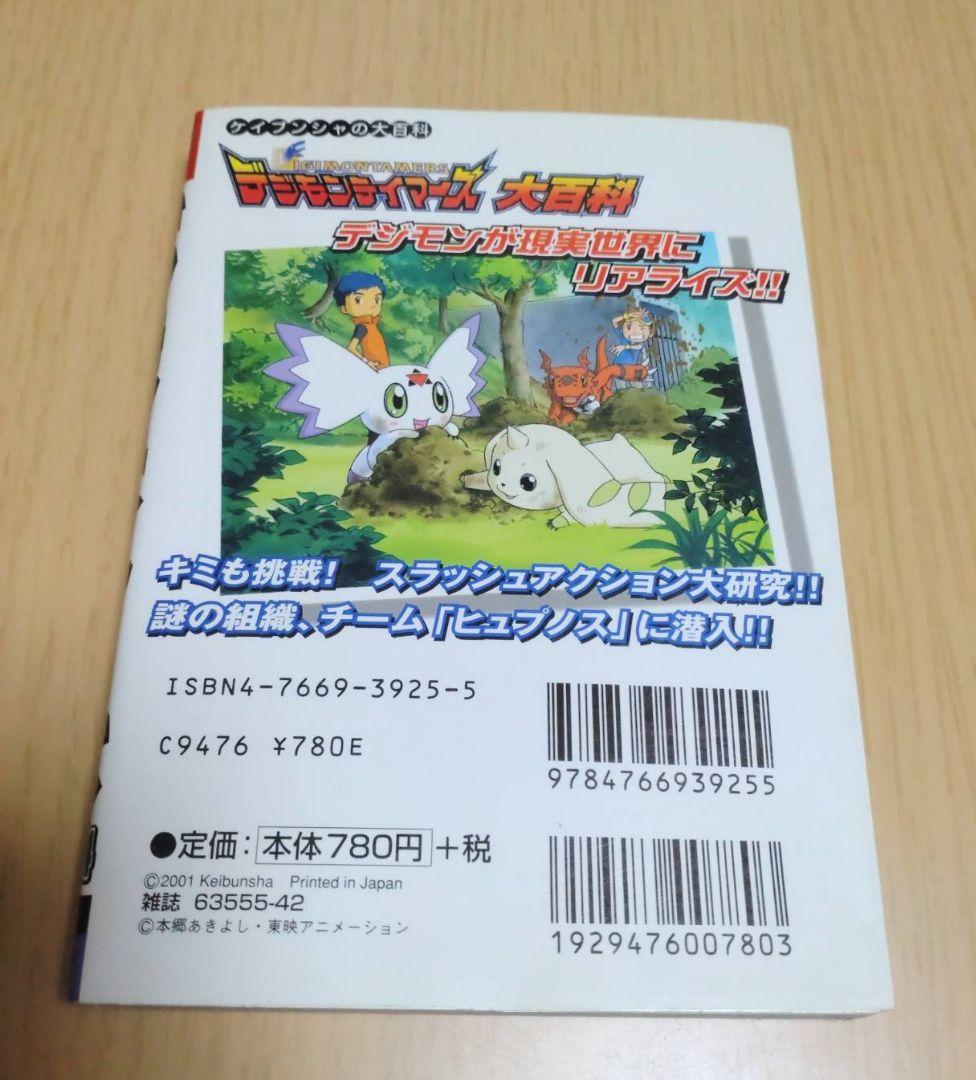 ケイブンシャの大百科
DIGIMONTAMERS
デジモンテイマーズ 大百科
デジモンが現実世界に
リアライズ!!
キミも挑戦! スラッシュアクション大研究!!
謎の組織、チーム「ヒュプノス」に潜入!!
ISBN4-7669-3925-5
C9476 ¥780E
9784766939255
●定価:本体780円+税
©2001 Keibunsha Printed in Japan
雑誌 63555-42
©本郷あきよし・東映アニメーション
1929476007803